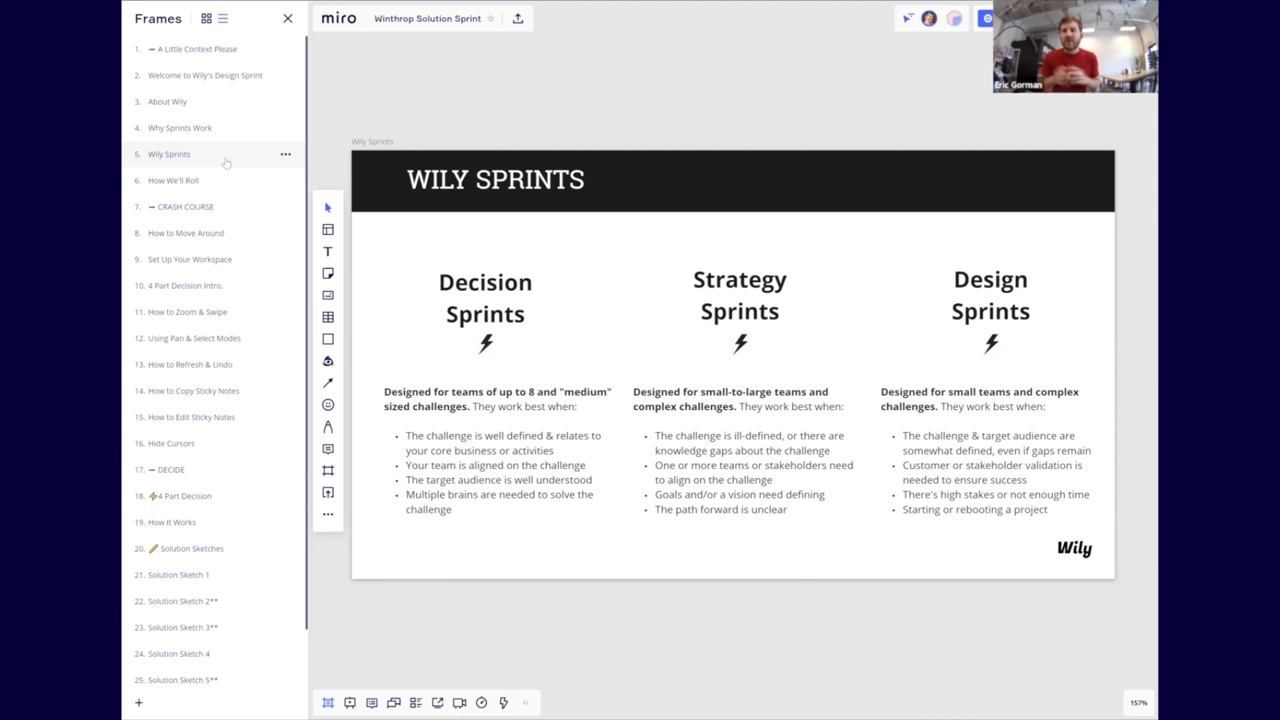 Frames
1. — A Little Context Please
2. Welcome to Wily's Design Sprint
3. About Wily
4. Why Sprints Work
5. Wily Sprints
6. How We'll Roll
7. — CRASH COURSE
8. How to Move Around
9. Set Up Your Workspace
10. 4 Part Decision Intro.
11. How to Zoom & Swipe
12. Using Pan & Select Modes
13. How to Refresh & Undo
14. How to Copy Sticky Notes
15. How to Edit Sticky Notes
16. Hide Cursors
17. — DECIDE
18. ⚡4 Part Decision
19. How It Works
20. ✏️ Solution Sketches
21. Solution Sketch 1
22. Solution Sketch 2**
23. Solution Sketch 3**
24. Solution Sketch 4
25. Solution Sketch 5**
miro Winthrop Solution Sprint
Eric Gorman
Wily Sprints
WILY SPRINTS
Decision
Sprints
Designed for teams of up to 8 and "medium"
sized challenges. They work best when:
• The challenge is well defined & relates to
your core business or activities
• Your team is aligned on the challenge
• The target audience is well understood
• Multiple brains are needed to solve the
challenge
Strategy
Sprints
Designed for small-to-large teams and
complex challenges. They work best when:
• The challenge is ill-defined, or there are
knowledge gaps about the challenge
• One or more teams or stakeholders need
to align on the challenge
• Goals and/or a vision need defining
• The path forward is unclear
Design
Sprints
Designed for small teams and complex
challenges. They work best when:
• The challenge & target audience are
somewhat defined, even if gaps remain
• Customer or stakeholder validation is
needed to ensure success
• There's high stakes or not enough time
• Starting or rebooting a project
Wily
157%